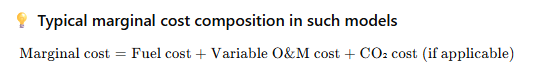 💡 Typical marginal cost composition in such models
Marginal cost = Fuel cost + Variable O&M cost + CO₂ cost (if applicable)